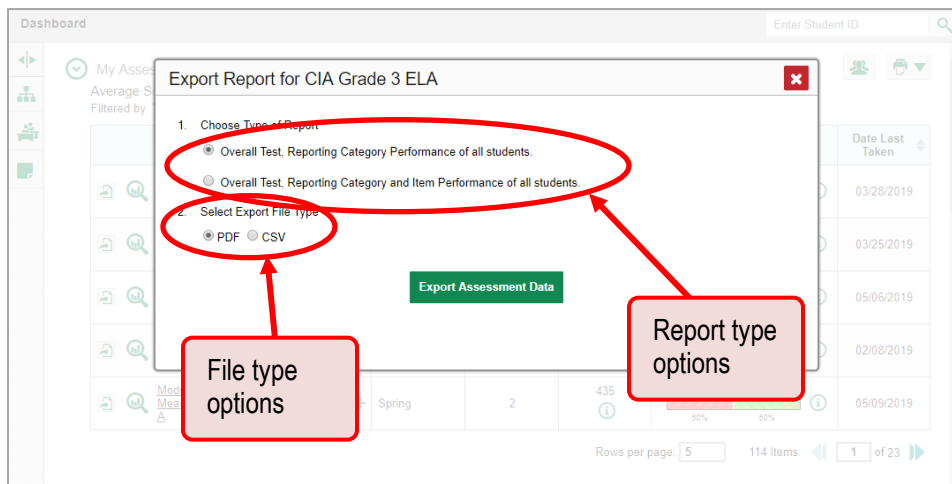 Dashboard
Enter Student ID
My Asses
Average S
Filtered by
Export Report for CIA Grade 3 ELA
1. Choose Type of Report
Overall Test, Reporting Category Performance of all students.
Overall Test, Reporting Category and Item Performance of all students.
2. Select Export File Type
PDF CSV
Export Assessment Data
Date Last
Taken
03/28/2019
03/25/2019
05/06/2019
02/08/2019
File type
options
Report type
options
Mod
Mea
A
Spring
2
435
50% 50%
05/09/2019
Rows per page: 5
114 Items: 1 of 23